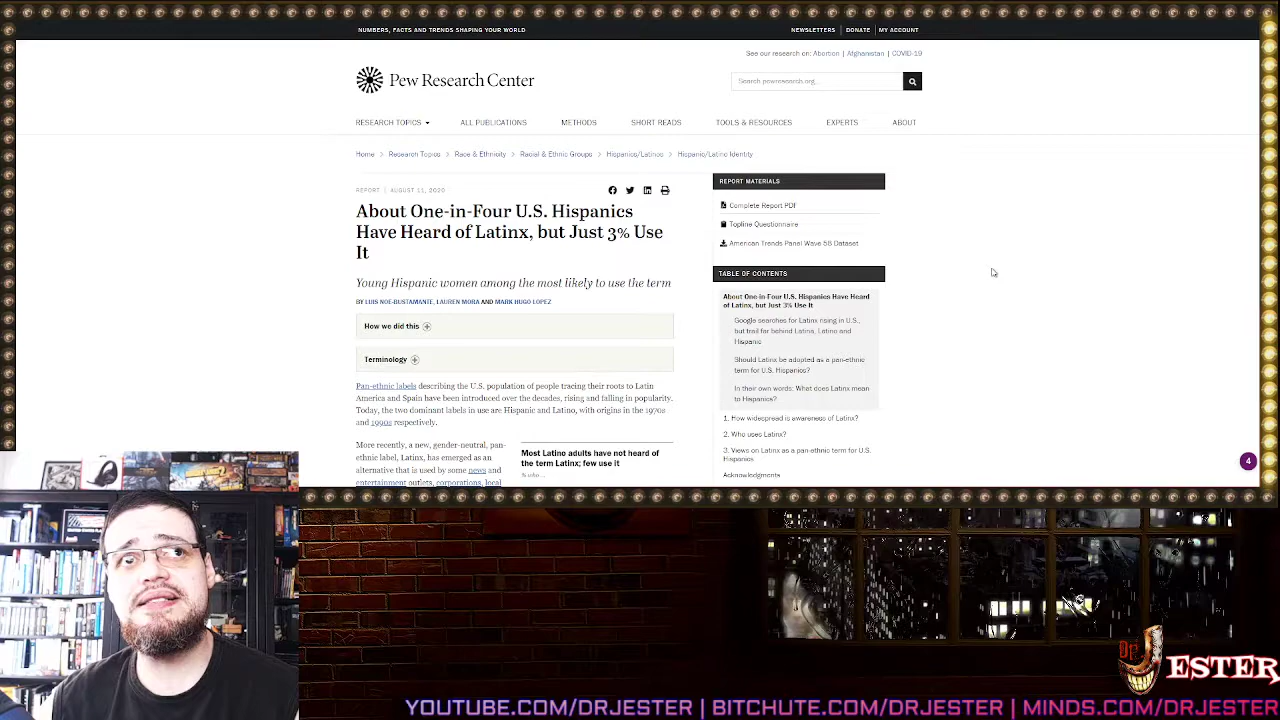 NUMBERS, FACTS AND TRENDS SHAPING YOUR WORLD
NEWSLETTERS | DONATE | MY ACCOUNT
See our research on: Abortion | Afghanistan | COVID-19
Pew Research Center
Search pewresearch.org...
RESEARCH TOPICS
ALL PUBLICATIONS
METHODS
SHORT READS
TOOLS & RESOURCES
EXPERTS
ABOUT
Home > Research Topics > Race & Ethnicity > Racial & Ethnic Groups > Hispanics/Latinos > Hispanic/Latino Identity
REPORT | AUGUST 11, 2020
About One-in-Four U.S. Hispanics
Have Heard of Latinx, but Just 3% Use
It
Young Hispanic women among the most likely to use the term
BY LUIS NOE-BUSTAMANTE, LAUREN MORA AND MARK HUGO LOPEZ
How we did this
Terminology
Pan-ethnic labels describing the U.S. population of people tracing their roots to Latin
America and Spain have been introduced over the decades, rising and falling in popularity.
Today, the two dominant labels in use are Hispanic and Latino, with origins in the 1970s
and 1990s respectively.
More recently, a new, gender-neutral, pan-
ethnic label, Latinx, has emerged as an
alternative that is used by some news and
entertainment outlets, corporations, local
Most Latino adults have not heard of
the term Latinx; few use it
% who...
REPORT MATERIALS
Complete Report PDF
Topline Questionnaire
American Trends Panel Wave 58 Dataset
TABLE OF CONTENTS
About One-in-Four U.S. Hispanics Have Heard
of Latinx, but Just 3% Use It
Google searches for Latinx rising in U.S.,
but trail far behind Latina, Latino and
Hispanic
Should Latinx be adopted as a pan-ethnic
term for U.S. Hispanics?
In their own words: What does Latinx mean
to Hispanics?
1. How widespread is awareness of Latinx?
2. Who uses Latinx?
3. Views on Latinx as a pan-ethnic term for U.S.
Hispanics
Acknowledgments
4
Dr
JESTER
YOUTUBE.COM/DRJESTER | BITCHUTE.COM/DRJESTER | MINDS.COM/DRJESTER